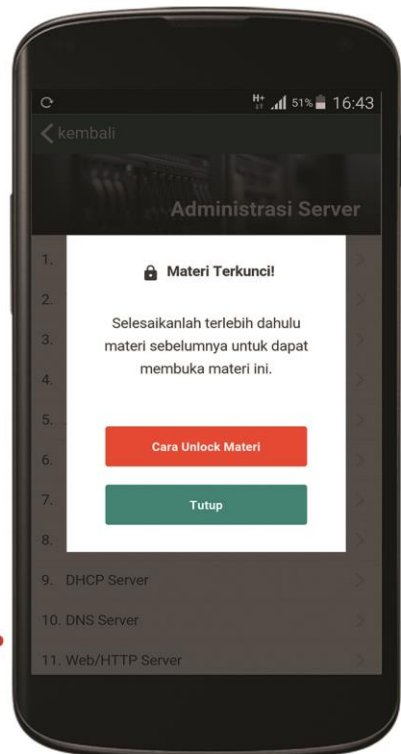 H+ 51% 16:43
kembali
Administrasi Server
1.
Materi Terkunci!
2.
Selesaikanlah terlebih dahulu
3.
materi sebelumnya untuk dapat
membuka materi ini.
4.
5.
Cara Unlock Materi
6.
7.
Tutup
8.
9. DHCP Server
10. DNS Server
11. Web/HTTP Server